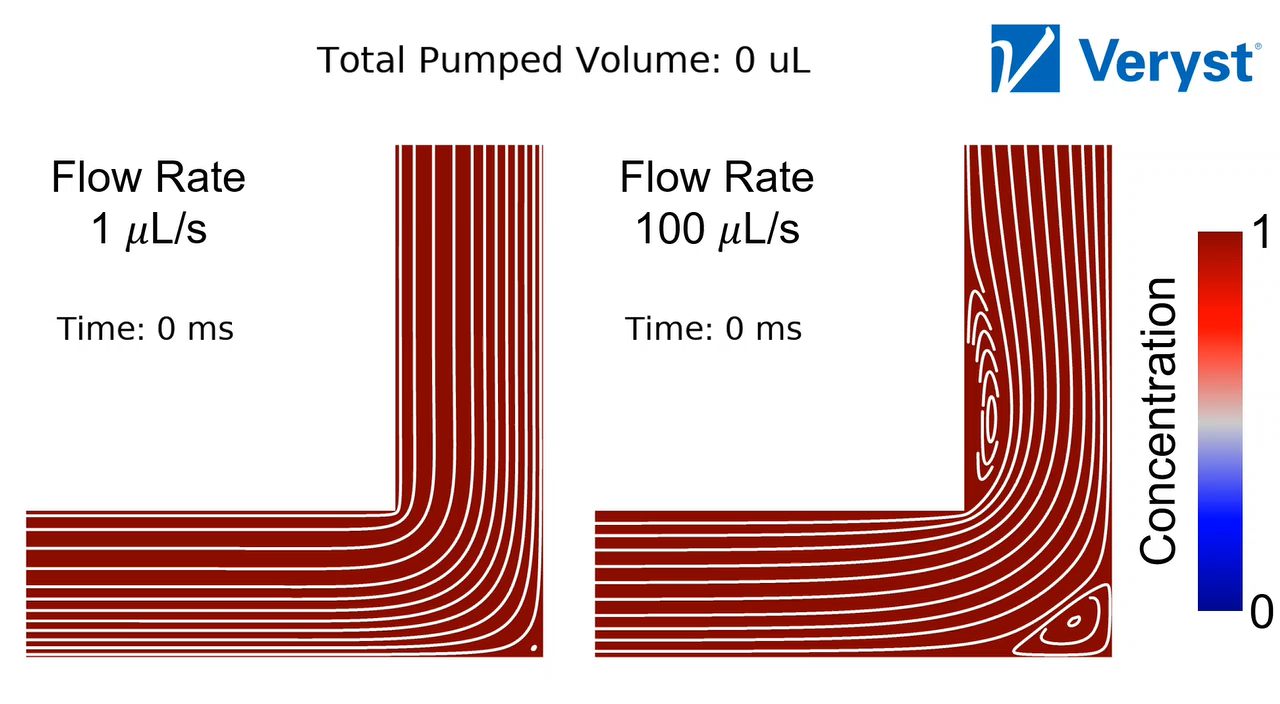 Total Pumped Volume: 0 uL
Veryst®
Flow Rate
1 μL/s
Time: 0 ms
Flow Rate
100 μL/s
Time: 0 ms
1
Concentration
0